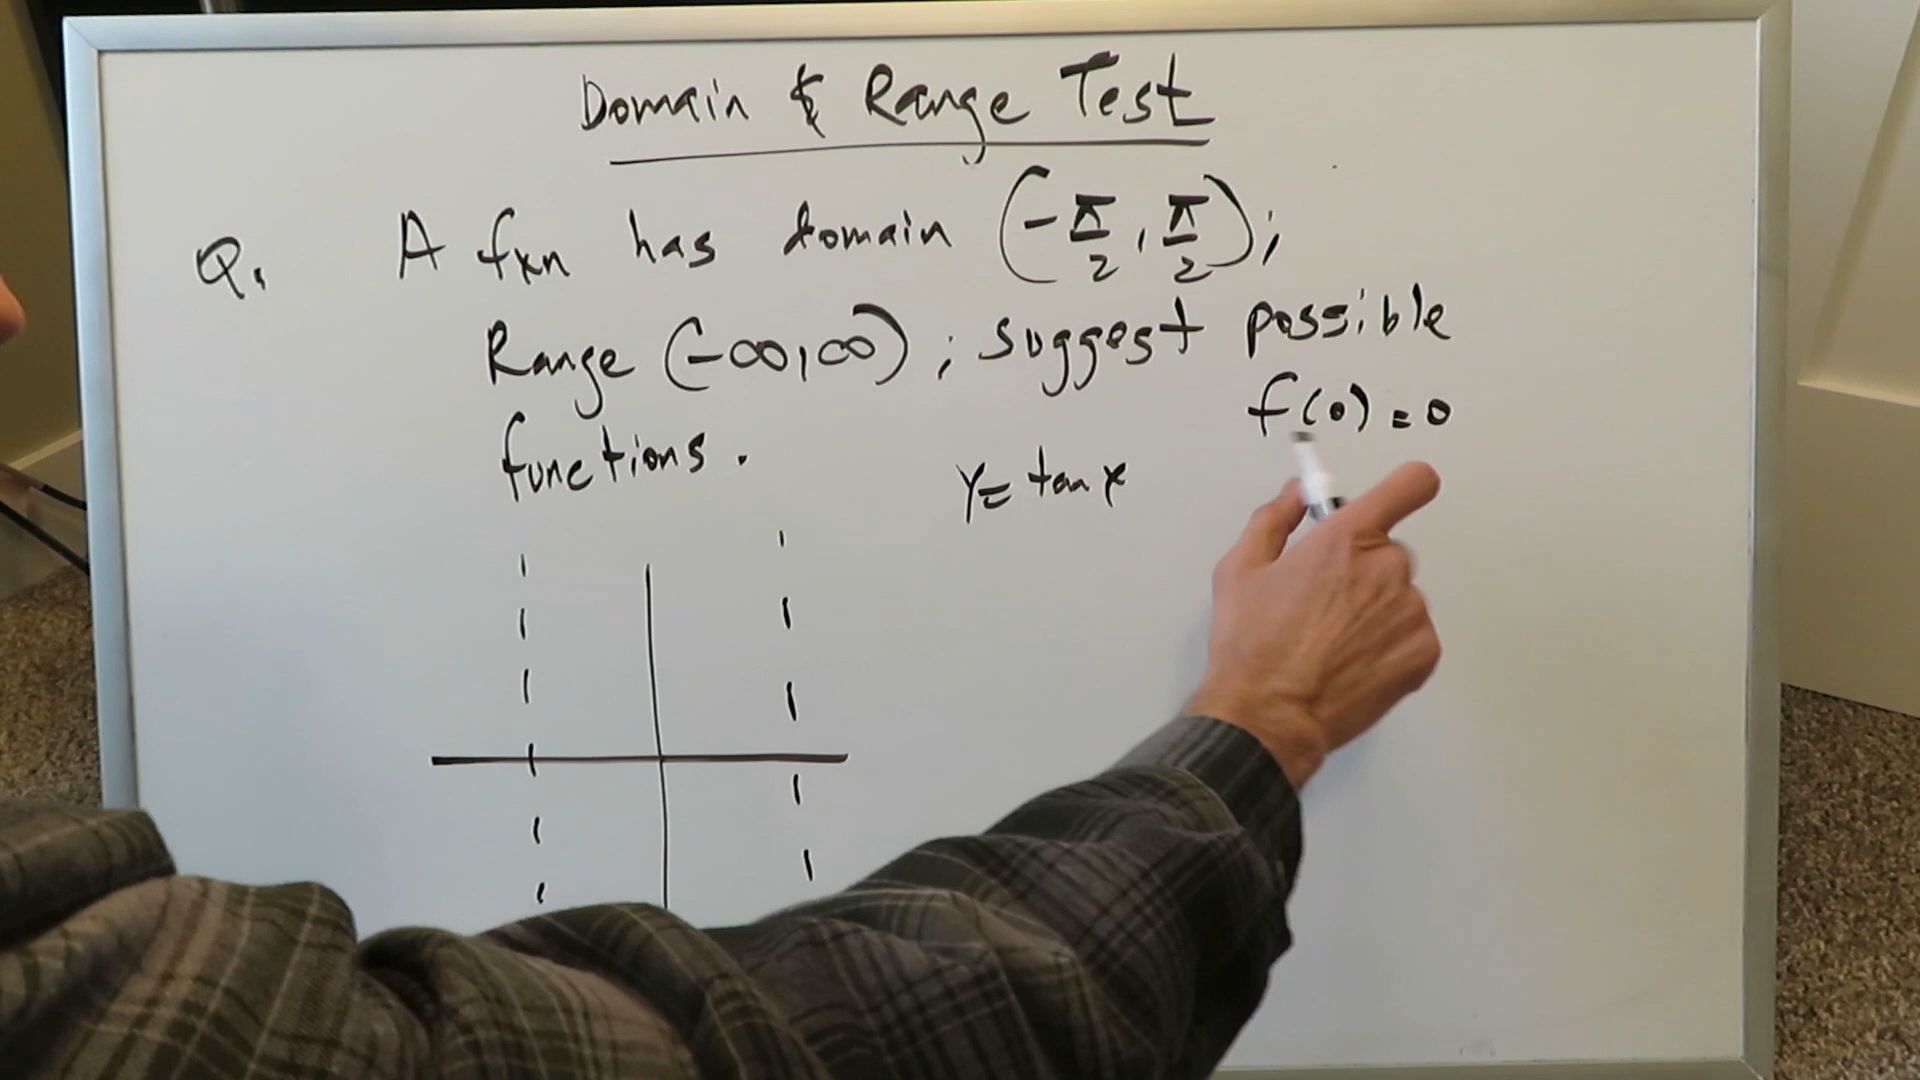 Domain & Range Test
Q. A fxn has domain (-π/2, π/2);
Range (-∞,∞); suggest possible
functions.
f(0) = 0
y = tan x